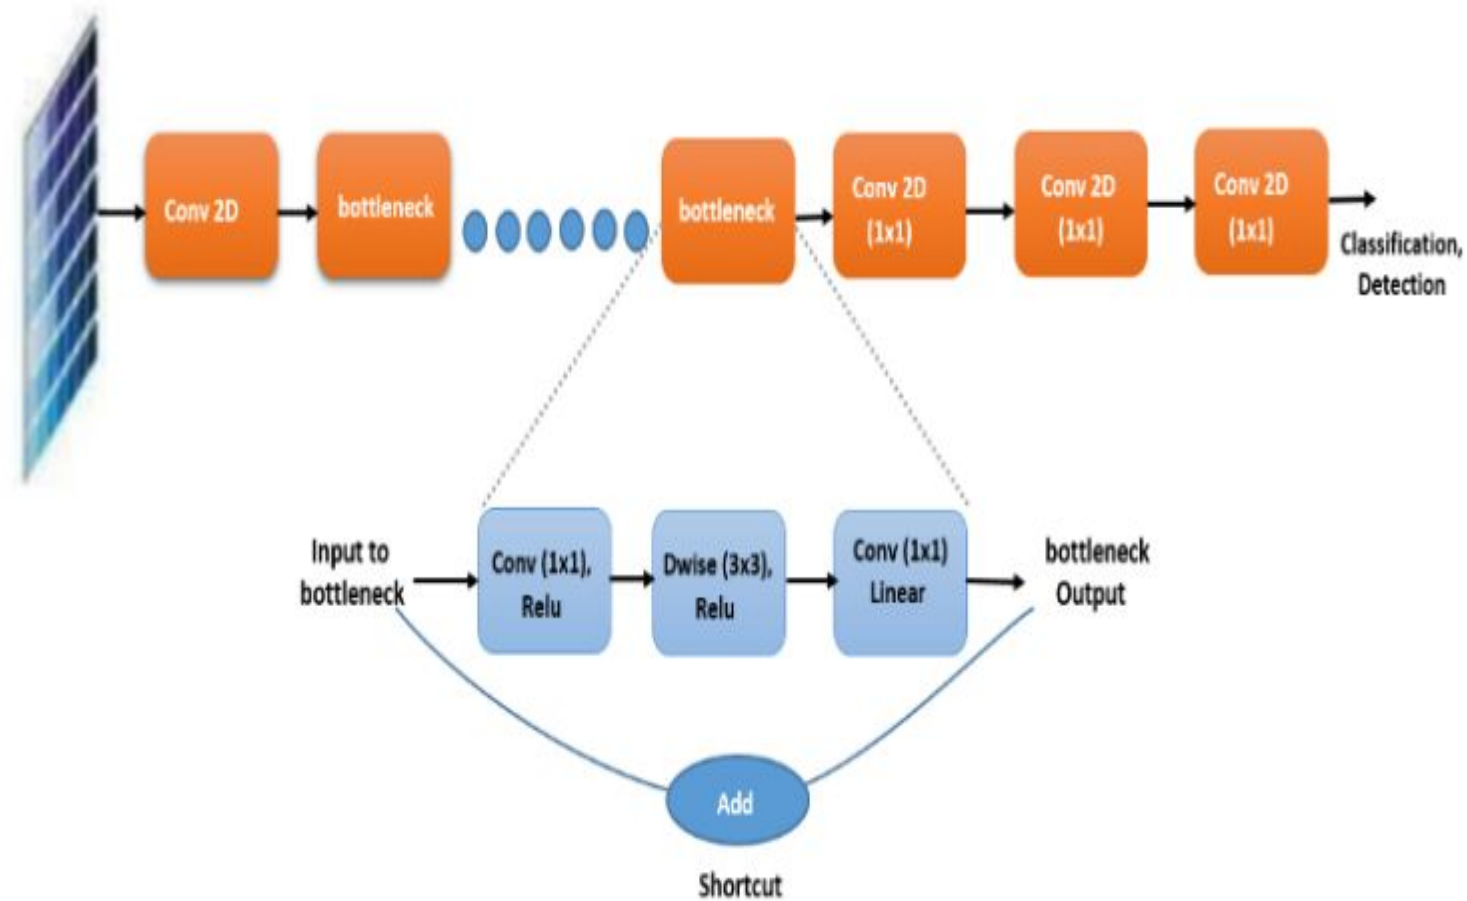 Conv 2D
bottleneck
bottleneck
Conv 2D
(1x1)
Conv 2D
(1x1)
Conv 2D
(1x1)
Classification,
Detection
Input to
bottleneck
Conv (1x1),
Relu
Dwise (3x3),
Relu
Conv (1x1)
Linear
bottleneck
Output
Add
Shortcut